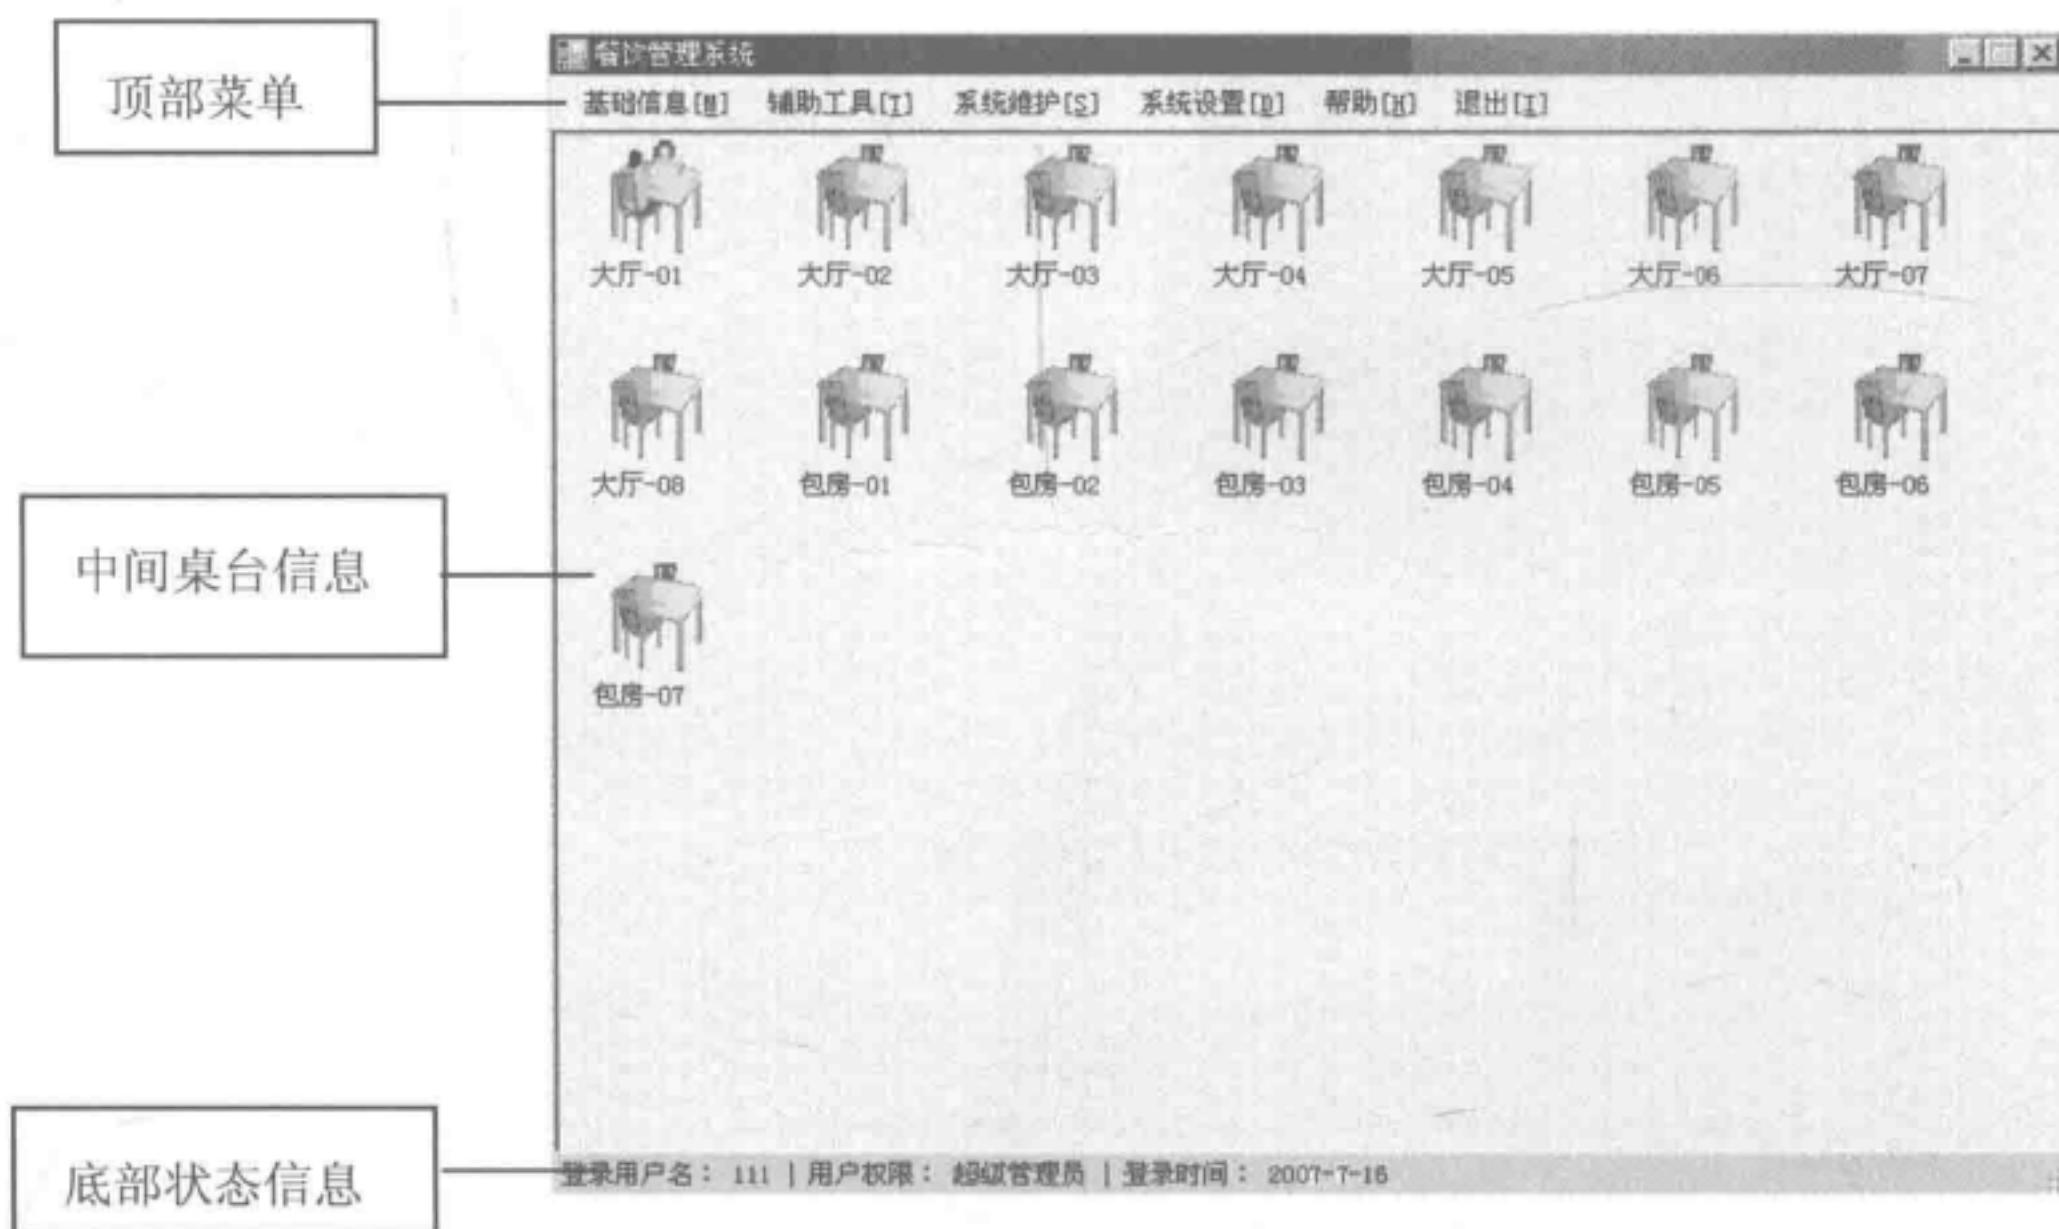 顶部菜单
餐饮管理系统
基础信息[M] 辅助工具[T] 系统维护[S] 系统设置[D] 帮助[H] 退出[I]
大厅-01 大厅-02 大厅-03 大厅-04 大厅-05 大厅-06 大厅-07
大厅-08 包房-01 包房-02 包房-03 包房-04 包房-05 包房-06
中间桌台信息
包房-07
底部状态信息
登录用户名： 111 | 用户权限： 超级管理员 | 登录时间： 2007-7-16